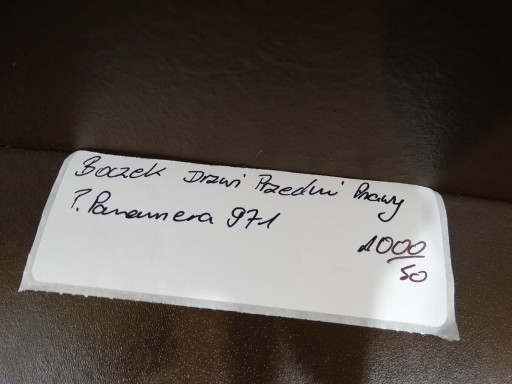 Boczek Drzwi Przedni Prawy
P. Panamera 971
1000
50